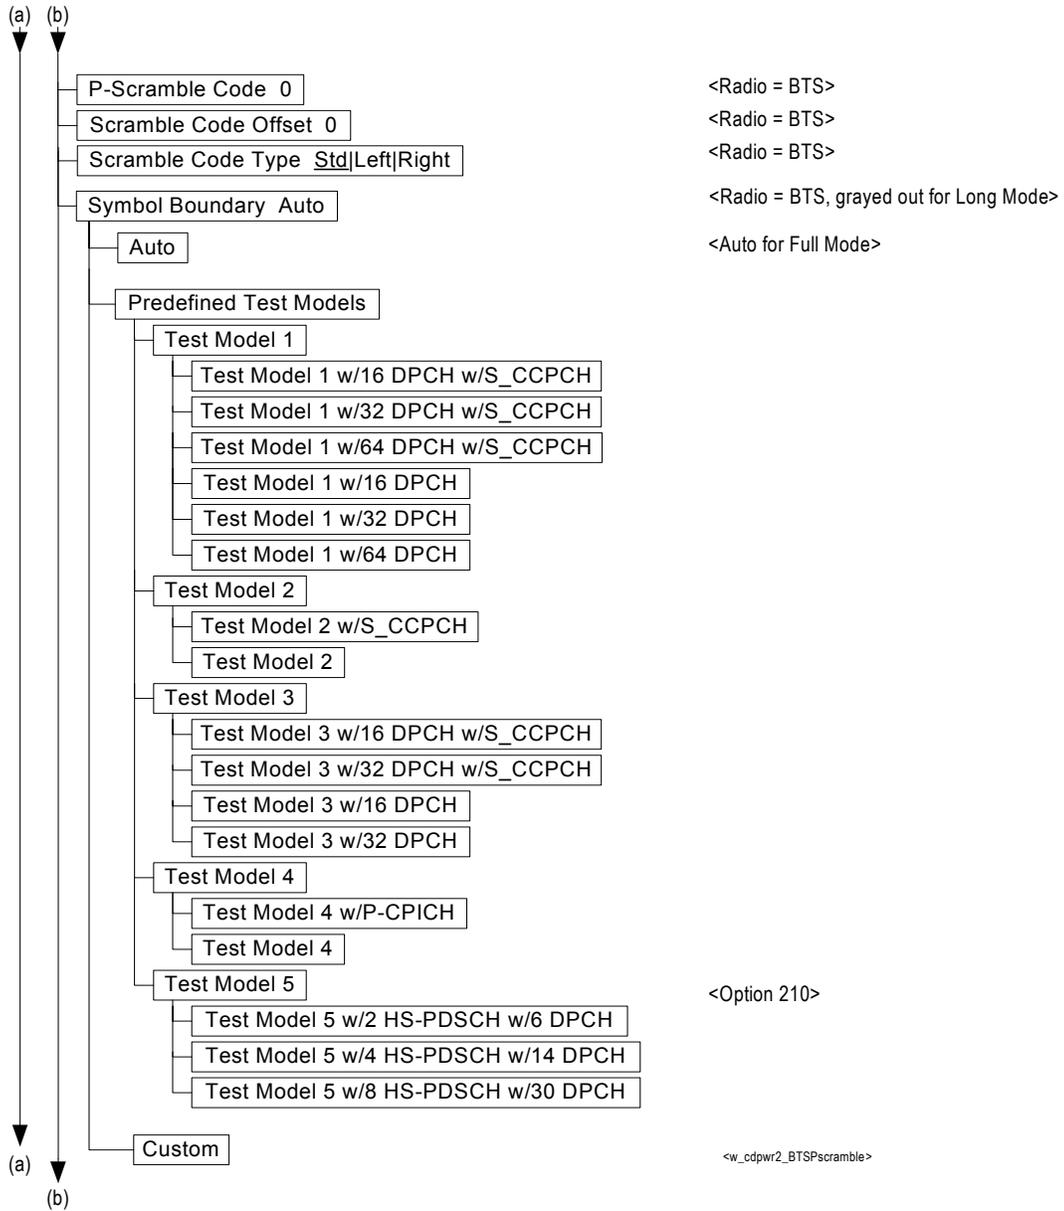 (a) (b)
P-Scramble Code 0 <Radio = BTS>
Scramble Code Offset 0 <Radio = BTS>
Scramble Code Type Std|Left|Right <Radio = BTS>
Symbol Boundary Auto <Radio = BTS, grayed out for Long Mode>
Auto <Auto for Full Mode>
Predefined Test Models
Test Model 1
Test Model 1 w/16 DPCH w/S_CCPCH
Test Model 1 w/32 DPCH w/S_CCPCH
Test Model 1 w/64 DPCH w/S_CCPCH
Test Model 1 w/16 DPCH
Test Model 1 w/32 DPCH
Test Model 1 w/64 DPCH
Test Model 2
Test Model 2 w/S_CCPCH
Test Model 2
Test Model 3
Test Model 3 w/16 DPCH w/S_CCPCH
Test Model 3 w/32 DPCH w/S_CCPCH
Test Model 3 w/16 DPCH
Test Model 3 w/32 DPCH
Test Model 4
Test Model 4 w/P-CPICH
Test Model 4
Test Model 5 <Option 210>
Test Model 5 w/2 HS-PDSCH w/6 DPCH
Test Model 5 w/4 HS-PDSCH w/14 DPCH
Test Model 5 w/8 HS-PDSCH w/30 DPCH
Custom <w_cdpwr2_BTSPscramble>
(a)
(b)